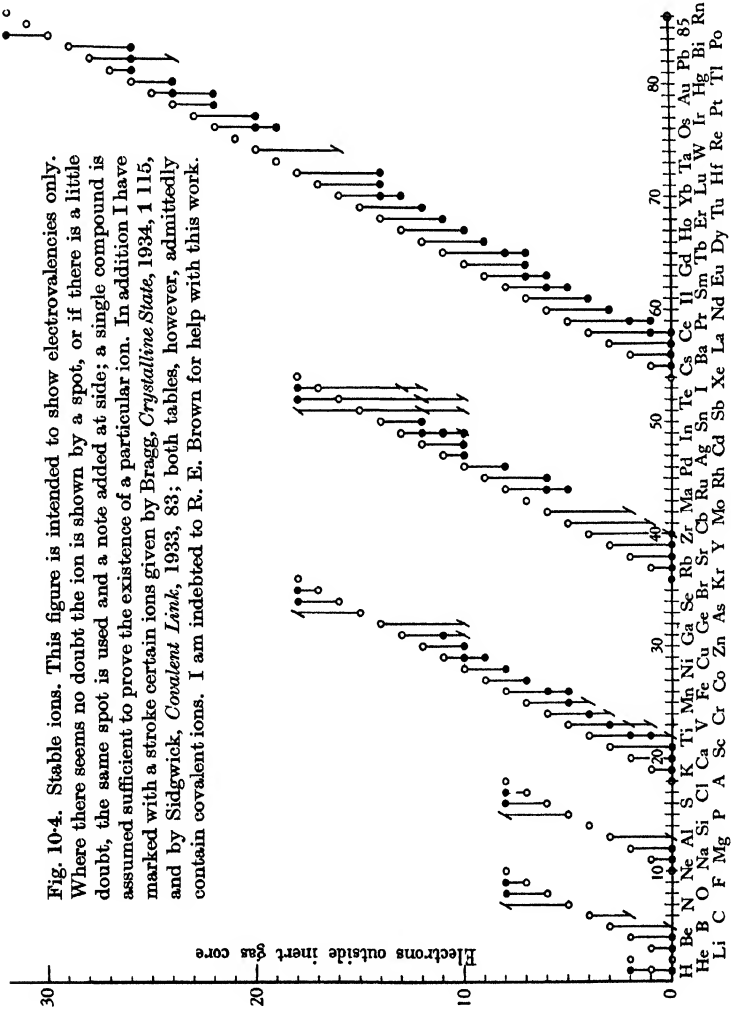 Fig. 10·4. Stable ions. This figure is intended to show electrovalencies only.
Where there seems no doubt the ion is shown by a spot, or if there is a little
doubt, the same spot is used and a note added at side; a single compound is
assumed sufficient to prove the existence of a particular ion. In addition I have
marked with a stroke certain ions given by Bragg, Crystalline State, 1934, 1 115,
and by Sidgwick, Covalent Link, 1933, 83; both tables, however, admittedly
contain covalent ions. I am indebted to R. E. Brown for help with this work.
c
Electrons outside inert gas core
30
20
10
0
10
20
30
40
50
60
70
80
85
H Be B N O Ne Al S Cl K Ca Ti V Mn Ni Cu Ga Se Br Rb Sr Zr Cb Ma Pd In Te I Cs Ba Ce Pr Il Sm Gd Tb Ho Er Yb Lu Ta W Os Ir Au Hg Pb Bi Rn
He Li C F Na Mg Si P A Sc Cr Fe Co Zn Ge As Kr Y Mo Ru Rh Ag Cd Sn Sb Xe La Nd Eu Dy Tu Hf Re Pt Tl Po